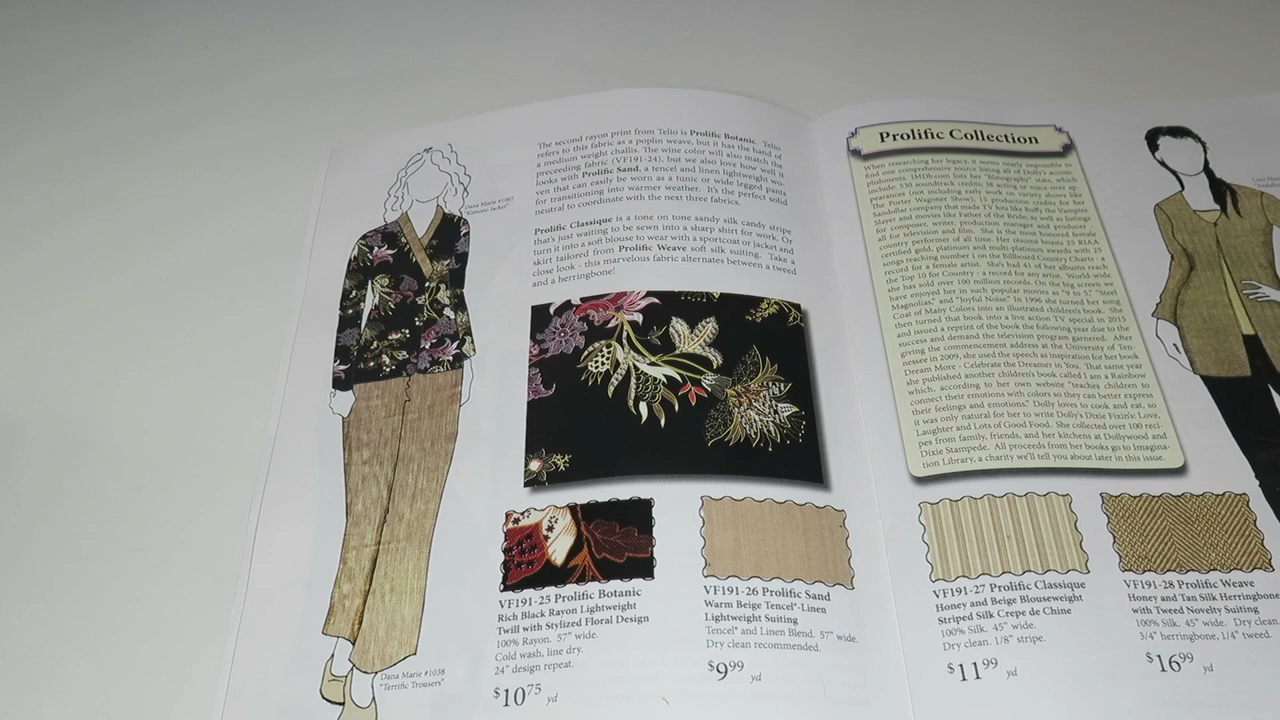 Dana Marie #1007
"Kimono Jacket"
The second rayon print from Telio is Prolific Botanic. Telio
refers to this fabric as a poplin weave, but it has the hand of
a medium weight challis. The wine color will also match the
preceeding fabric (VF191-24), but we also love how well it
looks with Prolific Sand, a tencel and linen lightweight wo-
ven that can easily be worn as a tunic or wide legged pants
for transitioning into warmer weather. It's the perfect solid
neutral to coordinate with the next three fabrics.
Prolific Classique is a tone on tone sandy silk candy stripe
that's just waiting to be sewn into a sharp shirt for work. Or
turn it into a soft blouse to wear with a sportcoat or jacket and
skirt tailored from Prolific Weave soft silk suiting. Take a
close look - this marvelous fabric alternates between a tweed
and a herringbone!
VF191-25 Prolific Botanic
Rich Black Rayon Lightweight
Twill with Stylized Floral Design
100% Rayon. 57" wide.
Cold wash, line dry.
24" design repeat.
$10.75 yd
VF191-26 Prolific Sand
Warm Beige Tencel®-Linen
Lightweight Suiting
Tencel® and Linen Blend. 57" wide.
Dry clean recommended.
$9.99 yd
Dana Marie #1038
"Terrific Trousers"
Prolific Collection
When researching her legacy, it seems nearly impossible to
find one comprehensive source listing all of Dolly's accom-
plishments. IMDb.com lists her "filmography" stats, which
include: 530 soundtrack credits; 58 acting or voice over ap-
pearances (not including early work on variety shows like
The Porter Wagoner Show); 15 production credits for her
Sandollar company that made TV hits like Buffy the Vampire
Slayer and movies like Father of the Bride; as well as listings
for composer, writer, production manager and producer
all for television and film. She is the most honored female
country performer of all time. Her résumé boasts 25 RIAA
certified gold, platinum and multi-platinum awards with 25
songs reaching number 1 on the Billboard Country Charts - a
record for a female artist. She's had 41 of her albums reach
the Top 10 for Country - a record for any artist. World-wide
she has sold over 100 million records. On the big screen we
have enjoyed her in such popular movies as "9 to 5," "Steel
Magnolias," and "Joyful Noise." In 1996 she turned her song
Coat of Many Colors into an illustrated children's book. She
then turned that book into a live action TV special in 2015
and issued a reprint of the book the following year due to the
success and demand the television program garnered. After
giving the commencement address at the University of Ten-
nessee in 2009, she used the speech as inspiration for her book
Dream More - Celebrate the Dreamer in You. That same year
she published another children's book called I am a Rainbow
which, according to her own website "teaches children to
connect their emotions with colors so they can better express
their feelings and emotions." Dolly loves to cook and eat, so
it was only natural for her to write Dolly's Dixie Fixin's: Love,
Laughter and Lots of Good Food. She collected over 100 reci-
pes from family, friends, and her kitchens at Dollywood and
Dixie Stampede. All proceeds from her books go to Imagina-
tion Library, a charity we'll tell you about later in this issue.
VF191-27 Prolific Classique
Honey and Beige Blouseweight
Striped Silk Crepe de Chine
100% Silk. 45" wide.
Dry clean. 1/8" stripe.
$11.99 yd
VF191-28 Prolific Weave
Honey and Tan Silk Herringbone
with Tweed Novelty Suiting
100% Silk. 45" wide. Dry clean.
3/4" herringbone, 1/4" tweed.
$16.99 yd